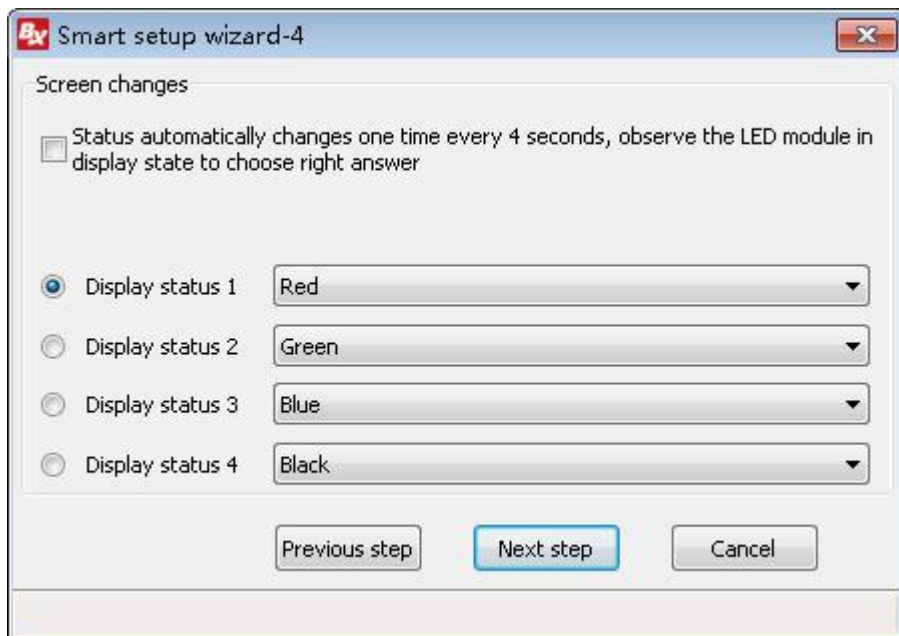 BX Smart setup wizard-4
Screen changes
Status automatically changes one time every 4 seconds, observe the LED module in
display state to choose right answer
Display status 1 Red
Display status 2 Green
Display status 3 Blue
Display status 4 Black
Previous step Next step Cancel